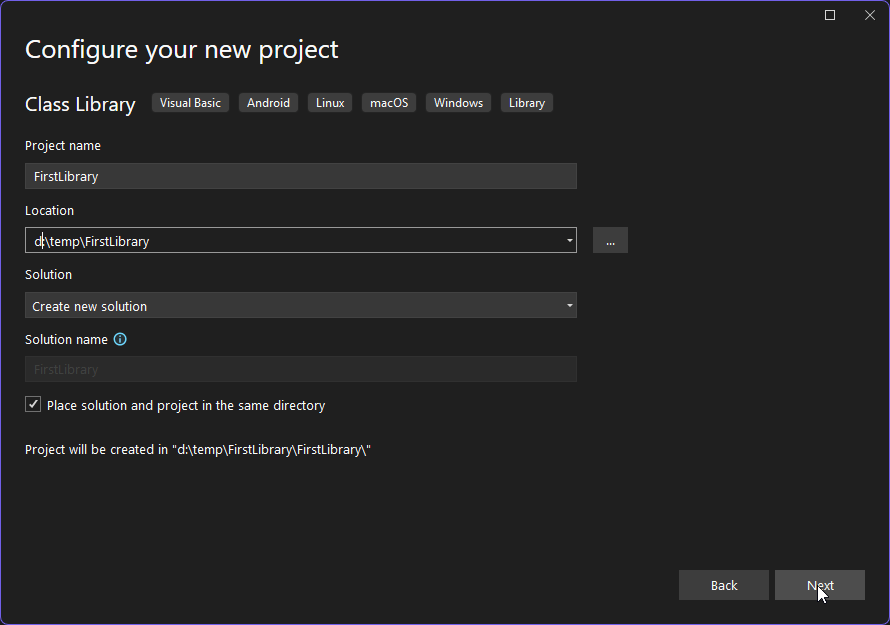 Configure your new project
Class Library Visual Basic Android Linux macOS Windows Library
Project name
FirstLibrary
Location
d:\temp\FirstLibrary ...
Solution
Create new solution
Solution name
FirstLibrary
Place solution and project in the same directory
Project will be created in "d:\temp\FirstLibrary\FirstLibrary\"
Back Next